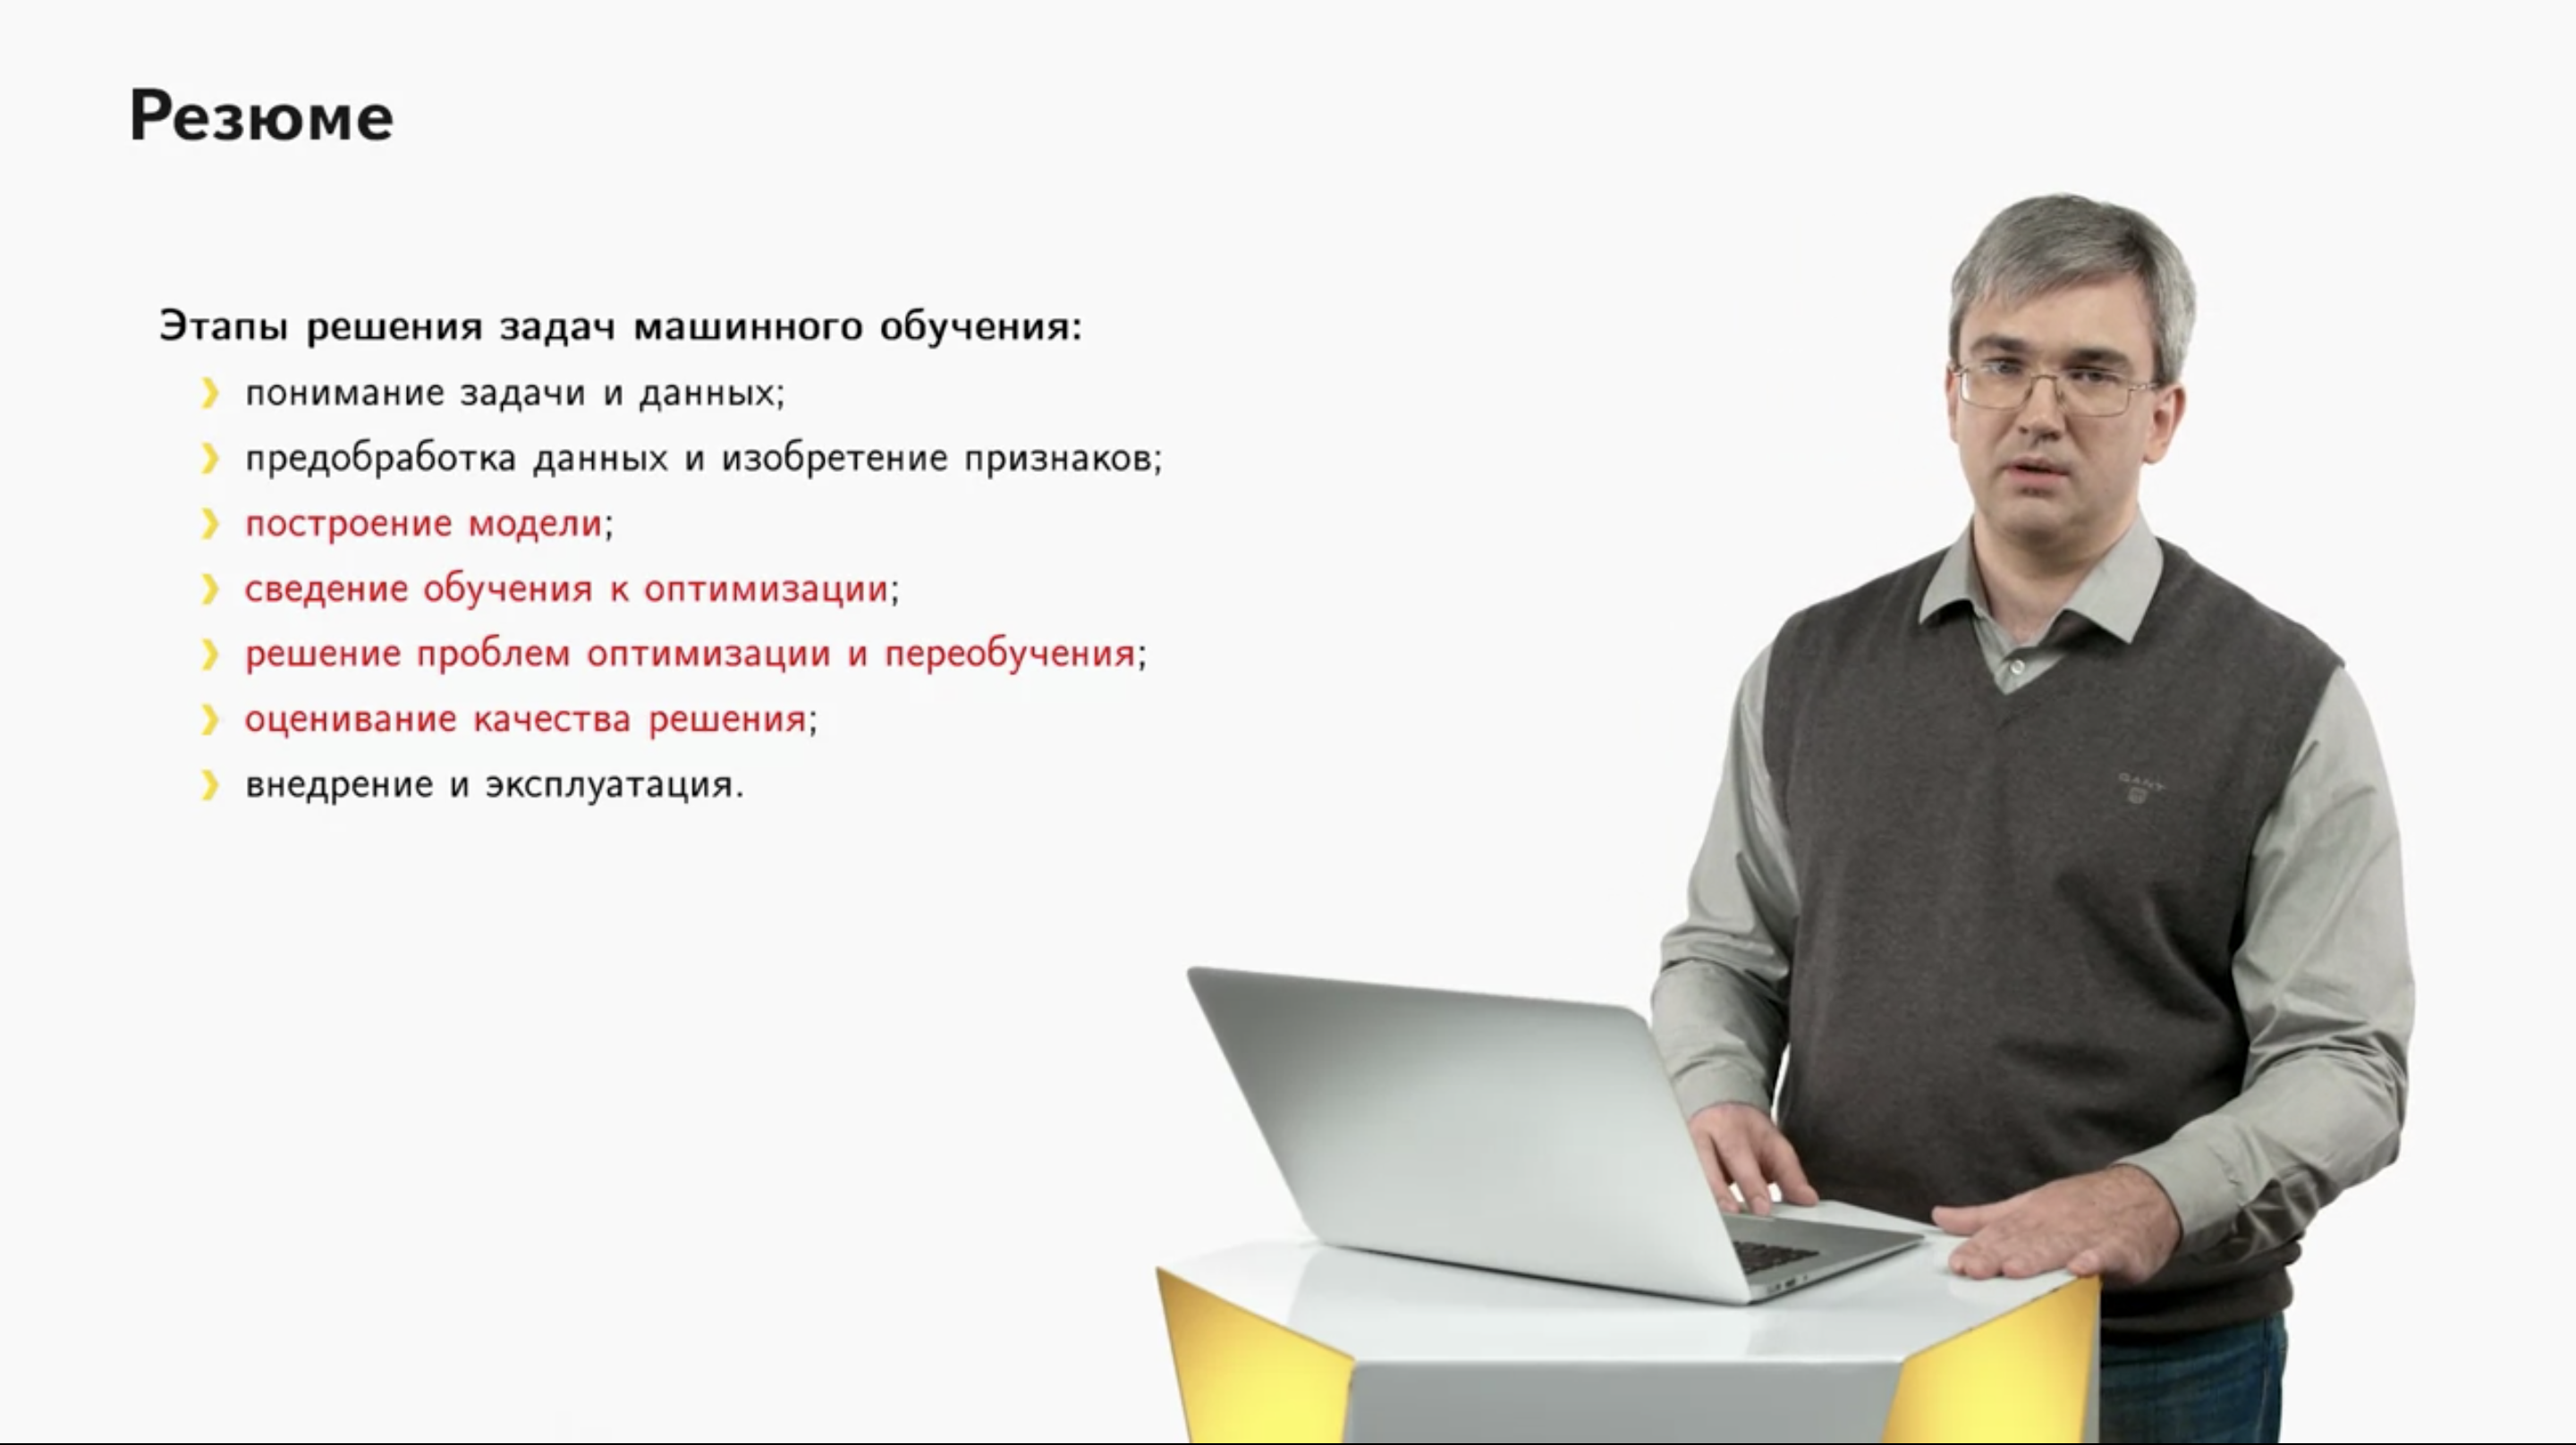 Резюме
Этапы решения задач машинного обучения:
понимание задачи и данных;
предобработка данных и изобретение признаков;
построение модели;
сведение обучения к оптимизации;
решение проблем оптимизации и переобучения;
оценивание качества решения;
внедрение и эксплуатация.
GANT